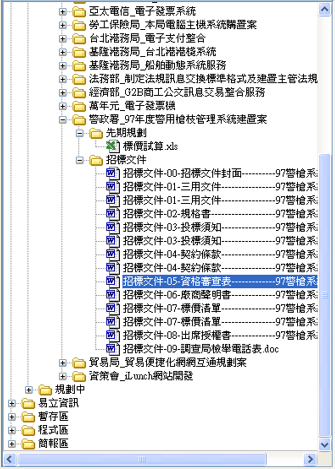 亞太電信_電子發票系統
勞工保險局_本局電腦主機系統購置案
台北港務局_電子支付整合
基隆港務局_台北港港棧系統
基隆港務局_船舶動態系統服務
法務部_制定法規訊息交換標準格式及建置主管法規
經濟部_G2B商工公文訊息交易整合服務
萬年元_電子發票機
警政署_97年度警用槍枝管理系統建置案
先期規劃
標價試算.xls
招標文件
招標文件-00-招標文件封面----------97警槍系
招標文件-01-三用文件----------------97警槍系
招標文件-01-三用文件----------------97警槍系
招標文件-02-規格書-------------------97警槍系
招標文件-03-投標須知----------------97警槍系
招標文件-03-投標須知----------------97警槍系
招標文件-04-契約條款----------------97警槍系
招標文件-04-契約條款----------------97警槍系
招標文件-05-資格審查表-------------97警槍系
招標文件-06-廠商聲明書-------------97警槍系
招標文件-07-標價清單----------------97警槍系
招標文件-07-標價清單----------------97警槍系
招標文件-08-出席授權書-------------97警槍系
招標文件-09-調查局檢舉電話表.doc
貿易局_貿易便捷化網網互通規劃案
資策會_iLunch網站開發
規劃中
易立資訊
暫存區
程式區
簡報區